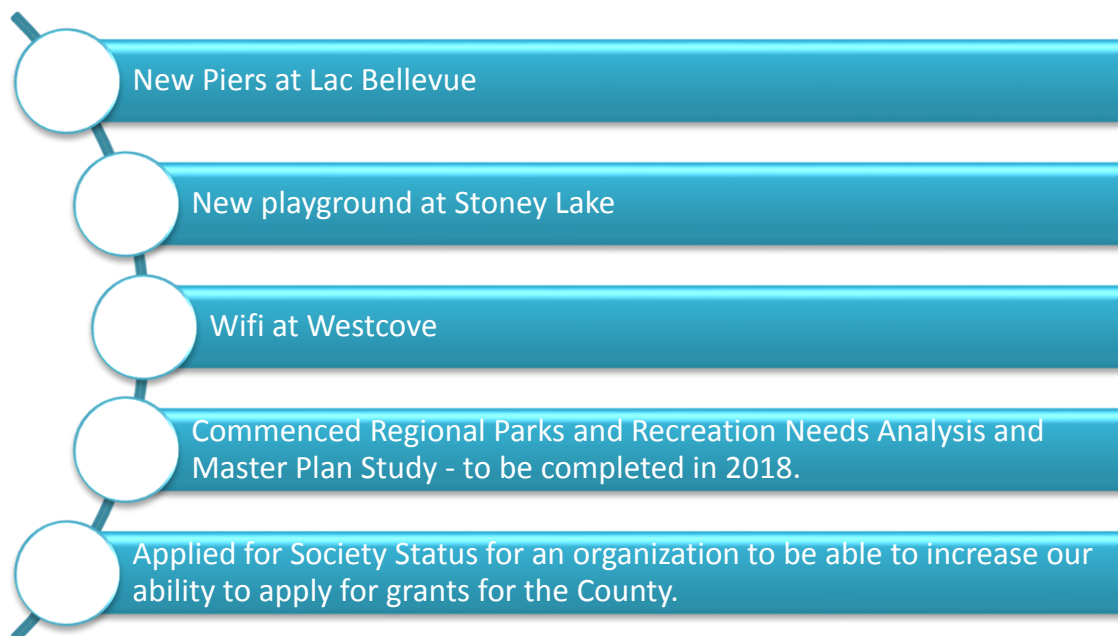 New Piers at Lac Bellevue
New playground at Stoney Lake
Wifi at Westcove
Commenced Regional Parks and Recreation Needs Analysis and
Master Plan Study - to be completed in 2018.
Applied for Society Status for an organization to be able to increase our
ability to apply for grants for the County.